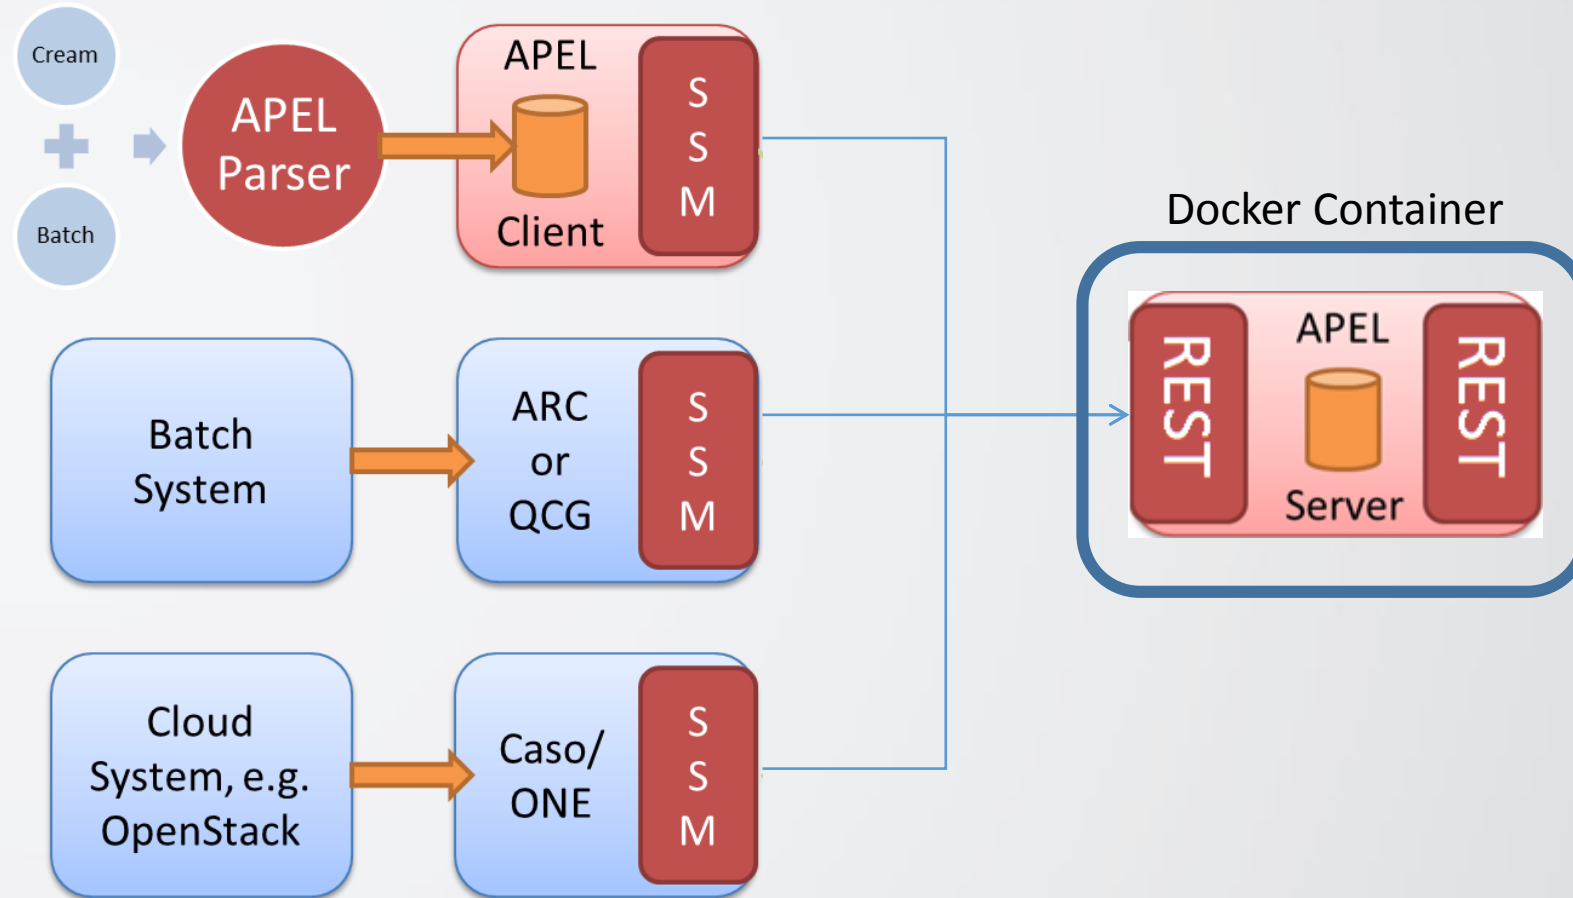 Cream
Batch
APEL
Parser
APEL
Client
S
S
M
Batch
System
ARC
or
QCG
S
S
M
Cloud
System, e.g.
OpenStack
Caso/
ONE
S
S
M
Docker Container
REST
APEL
Server
REST